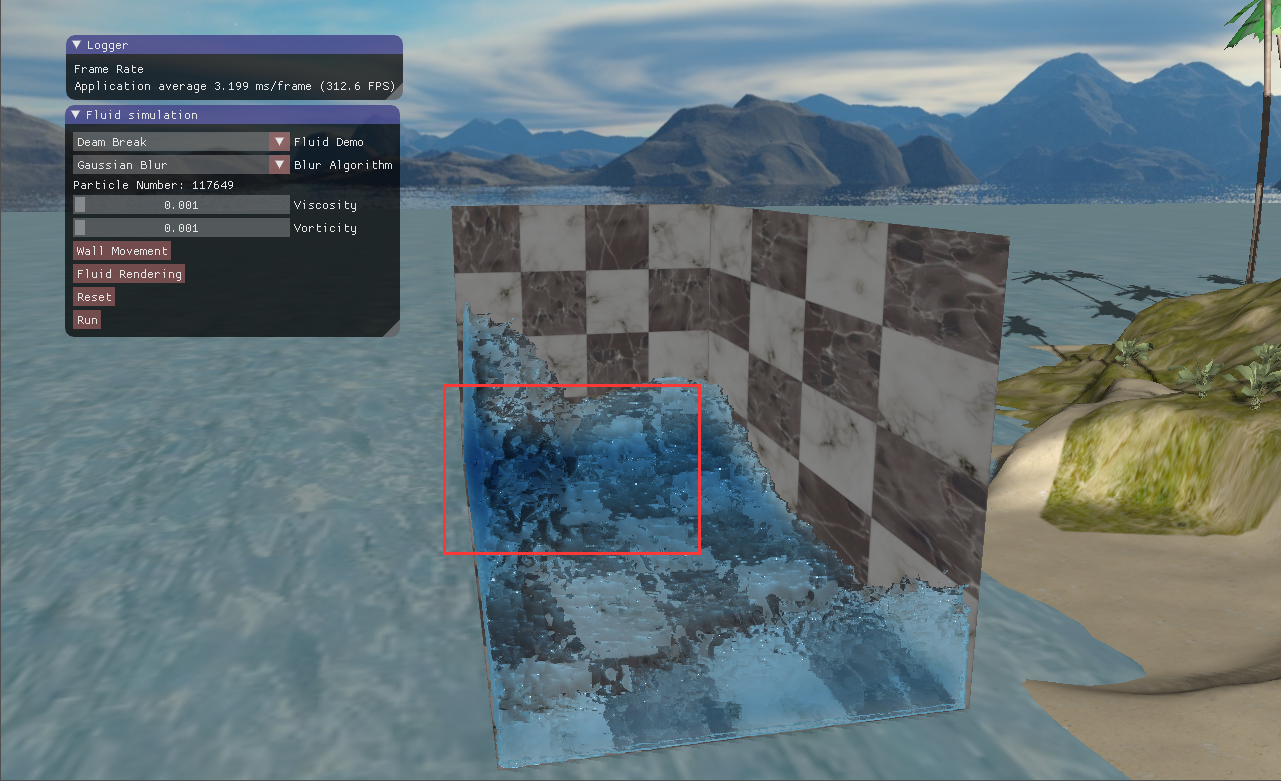 Logger
Frame Rate
Application average 3.199 ms/frame (312.6 FPS)
Fluid simulation
Deam Break Fluid Demo
Gaussian Blur Blur Algorithm
Particle Number: 117649
0.001 Viscosity
0.001 Vorticity
Wall Movement
Fluid Rendering
Reset
Run